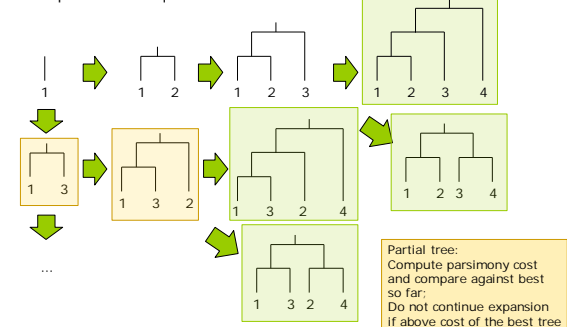 1
1 2
1 2 3
1 2 3 4
1 3
1 3 2
1 3 2 4
1 2 3 4
...
1 3 2 4
Partial tree:
Compute parsimony cost
and compare against best
so far;
Do not continue expansion
if above cost of the best tree